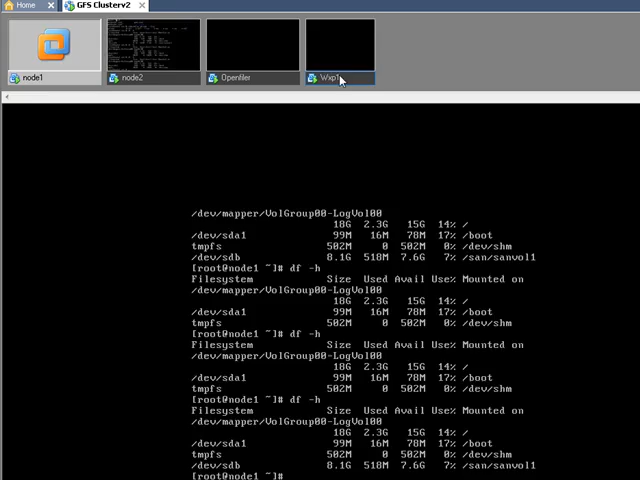 Home
GFS Clusterv2
node1
node2
Openfiler
Wxp1
/dev/mapper/VolGroup00-LogVol00
18G 2.3G 15G 14% /
/dev/sda1 99M 16M 78M 17% /boot
tmpfs 502M 0 502M 0% /dev/shm
/dev/sdb 8.1G 518M 7.6G 7% /san/sanvol1
[root@node1 ~]# df -h
Filesystem Size Used Avail Use% Mounted on
/dev/mapper/VolGroup00-LogVol00
18G 2.3G 15G 14% /
/dev/sda1 99M 16M 78M 17% /boot
tmpfs 502M 0 502M 0% /dev/shm
[root@node1 ~]# df -h
Filesystem Size Used Avail Use% Mounted on
/dev/mapper/VolGroup00-LogVol00
18G 2.3G 15G 14% /
/dev/sda1 99M 16M 78M 17% /boot
tmpfs 502M 0 502M 0% /dev/shm
[root@node1 ~]# df -h
Filesystem Size Used Avail Use% Mounted on
/dev/mapper/VolGroup00-LogVol00
18G 2.3G 15G 14% /
/dev/sda1 99M 16M 78M 17% /boot
tmpfs 502M 0 502M 0% /dev/shm
/dev/sdb 8.1G 518M 7.6G 7% /san/sanvol1
[root@node1 ~]#